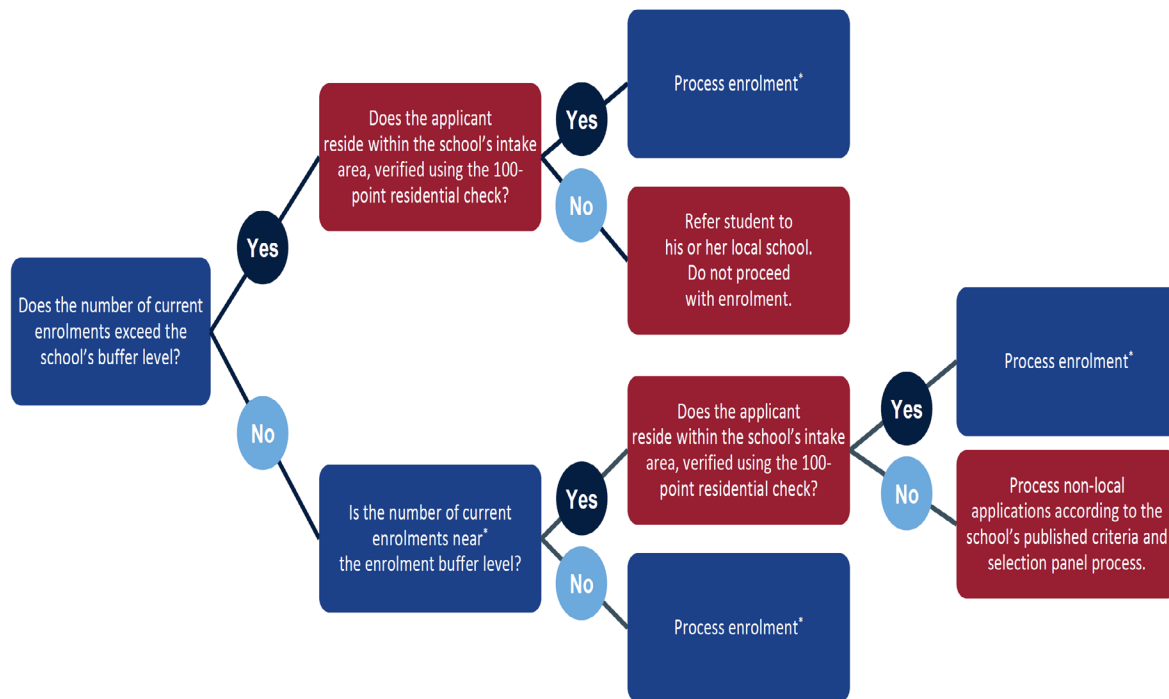 Does the number of current
enrolments exceed the
school's buffer level?
Yes
Does the applicant
reside within the school's intake
area, verified using the 100-
point residential check?
Yes
Process enrolment*
No
Refer student to
his or her local school.
Do not proceed
with enrolment.
No
Is the number of current
enrolments near*
the enrolment buffer level?
Yes
Does the applicant
reside within the school's intake
area, verified using the 100-
point residential check?
Yes
Process enrolment*
No
Process non-local
applications according to the
school's published criteria and
selection panel process.
No
Process enrolment*